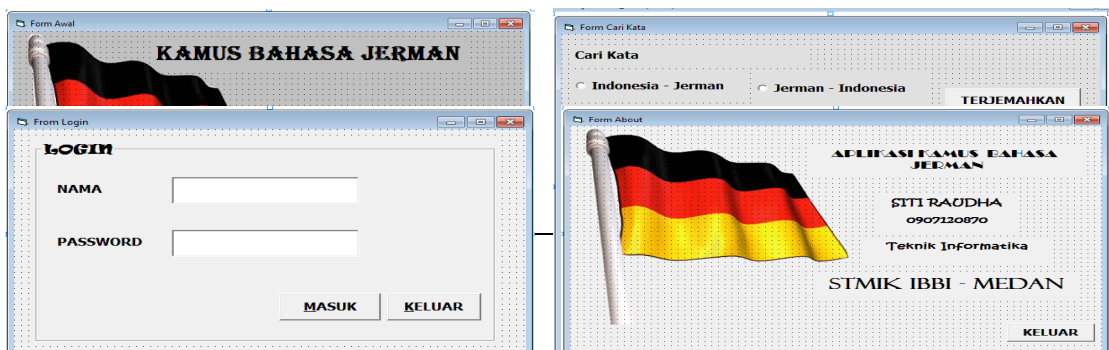 Form Awal
KAMUS BAHASA JERMAN
Form Cari Kata
Cari Kata
Indonesia - Jerman
Jerman - Indonesia
TERJEMAHKAN
From Login
LOGIN
NAMA
PASSWORD
MASUK
KELUAR
Form About
APLIKASI KAMUS BAHASA
JERMAN
SITI RAUDHA
0907120870
Teknik Informatika
STMIK IBBI - MEDAN
KELUAR